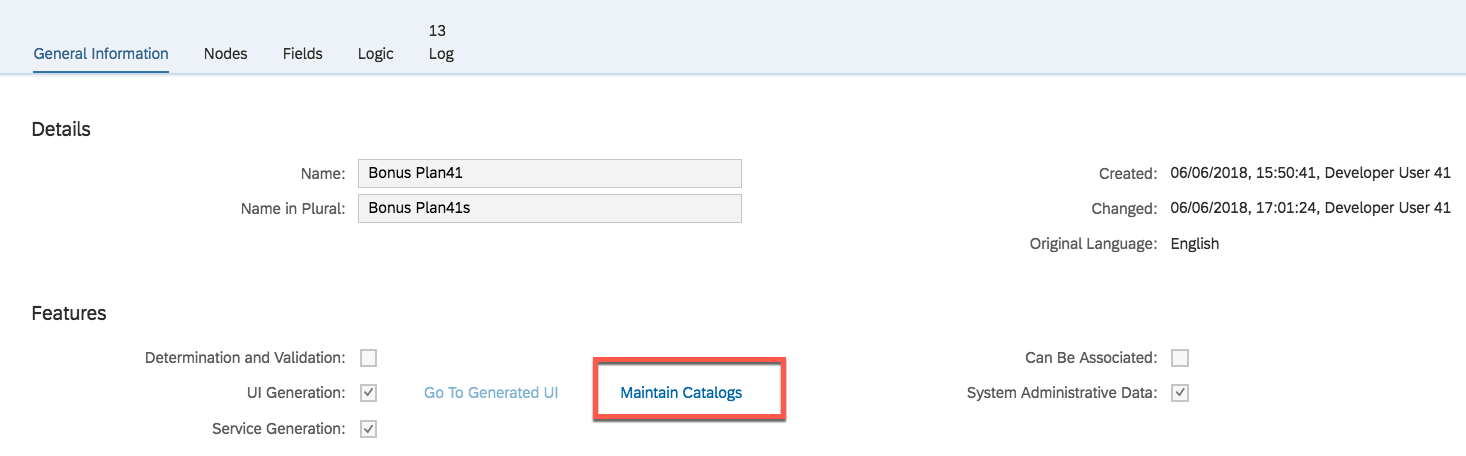 13
General Information Nodes Fields Logic Log
Details
Name: Bonus Plan41 Created: 06/06/2018, 15:50:41, Developer User 41
Name in Plural: Bonus Plan41s Changed: 06/06/2018, 17:01:24, Developer User 41
Original Language: English
Features
Determination and Validation: Can Be Associated:
UI Generation: Go To Generated UI Maintain Catalogs System Administrative Data:
Service Generation: